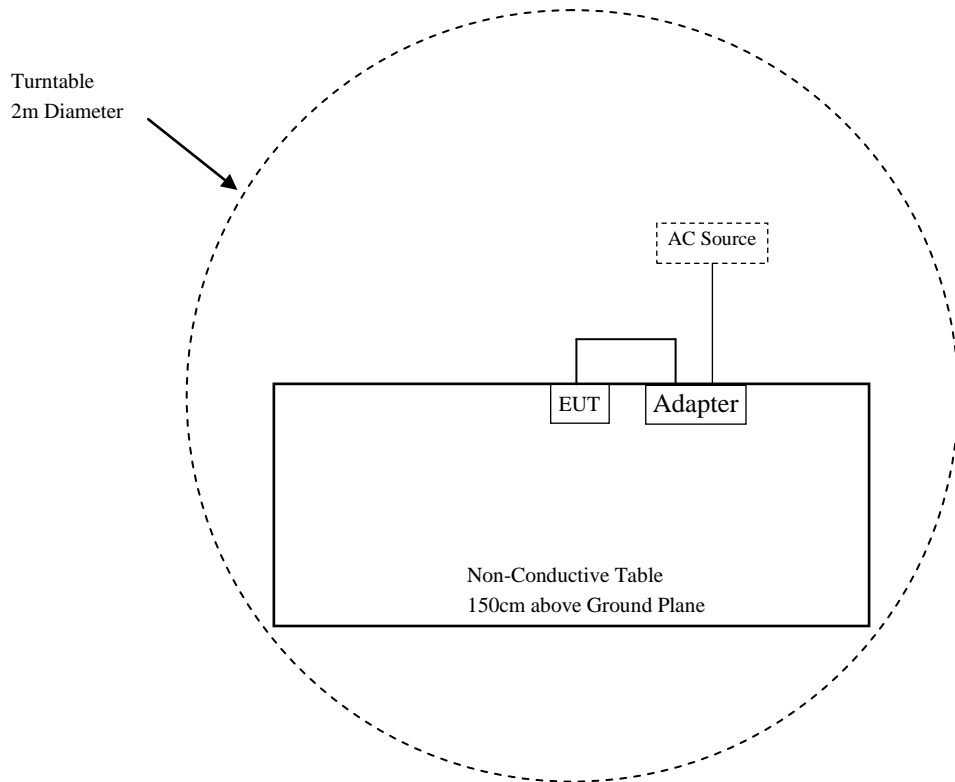 Turntable
2m Diameter
AC Source
EUT
Adapter
Non-Conductive Table
150cm above Ground Plane